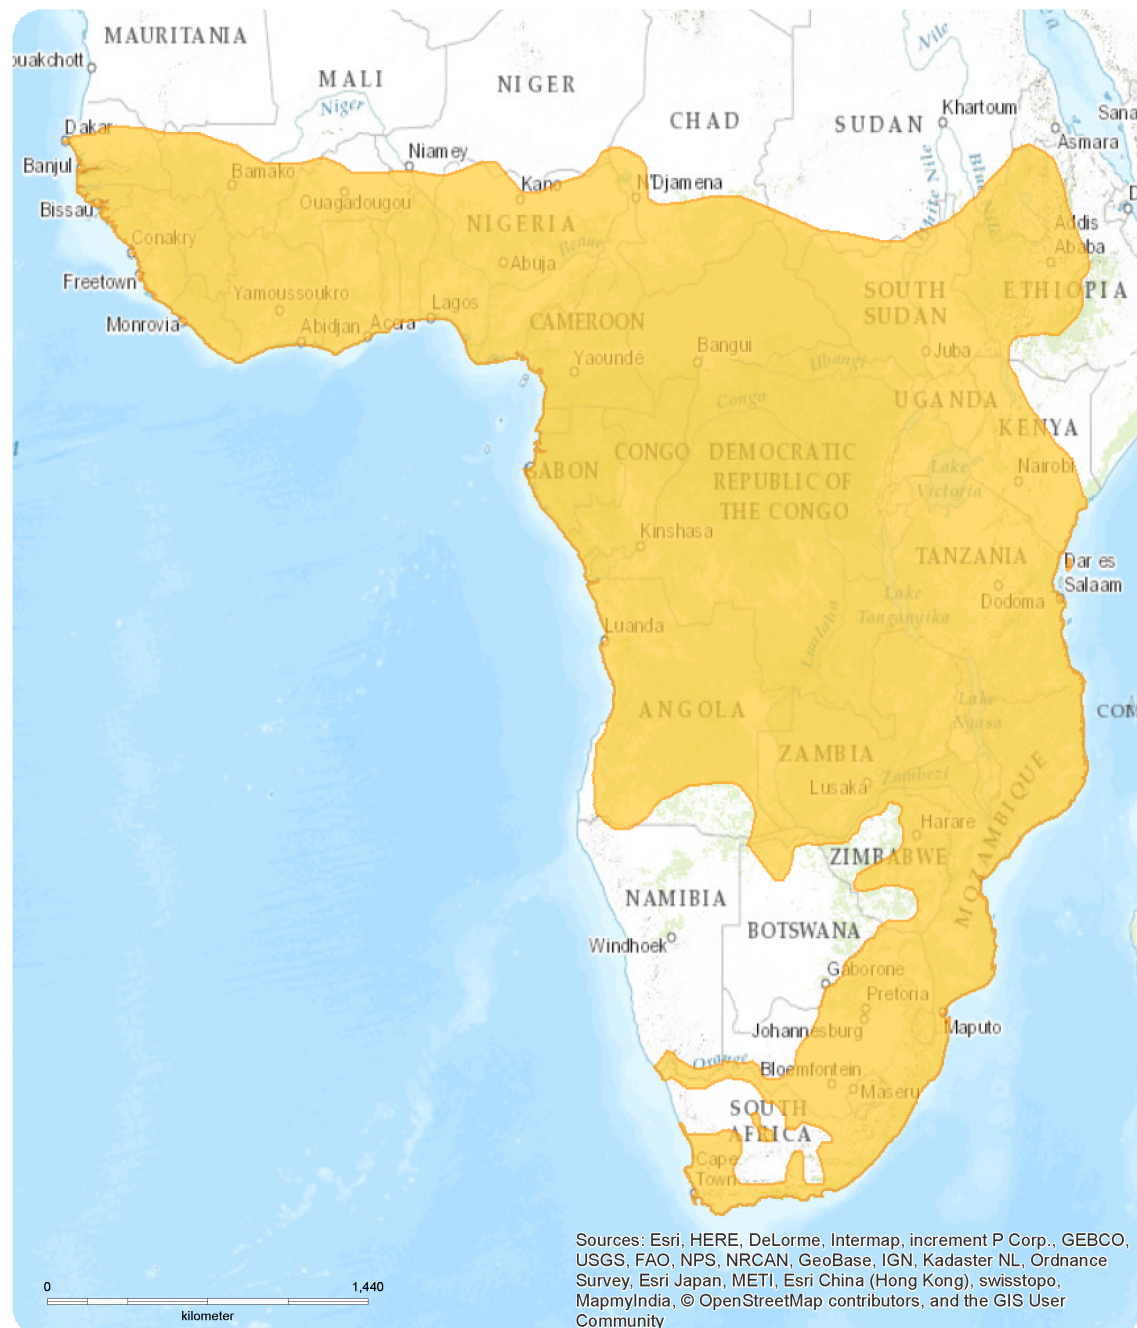 MAURITANIA
MALI
NIGER
CHAD
SUDAN
Nile
Niger
ouakchott
Khartoum
Sana
Asmara
Dakar
Banjul
Bissau
Bamako
Niamey
Ouagadougou
Kano
N'Djamena
NIGERIA
White Nile
Blue
Nile
Addis
Ababa
D
Conakry
Freetown
Monrovia
Yamoussoukro
Abidjan
Accra
Lagos
Abuja
Benue
CAMEROON
Yaoundé
Bangui
Ubangi
SOUTH
SUDAN
Juba
ETHIOPIA
Congo
UGANDA
KENYA
Nairobi
GABON
CONGO
DEMOCRATIC
REPUBLIC OF
THE CONGO
Lake
Victoria
Kinshasa
TANZANIA
Dar es
Salaam
Dodoma
Lake
Tanganyika
Lualaba
Luanda
ANGOLA
Lake
Nyasa
COM
ZAMBIA
Lusaka
Zambezi
Harare
ZIMBABWE
MOZAMBIQUE
NAMIBIA
Windhoek
BOTSWANA
Gaborone
Pretoria
Johannesburg
Maputo
Orange
Bloemfontein
Maseru
SOUTH
AFRICA
Cape
Town
0
1,440
kilometer
Sources: Esri, HERE, DeLorme, Intermap, increment P Corp., GEBCO,
USGS, FAO, NPS, NRCAN, GeoBase, IGN, Kadaster NL, Ordnance
Survey, Esri Japan, METI, Esri China (Hong Kong), swisstopo,
MapmyIndia, © OpenStreetMap contributors, and the GIS User
Community